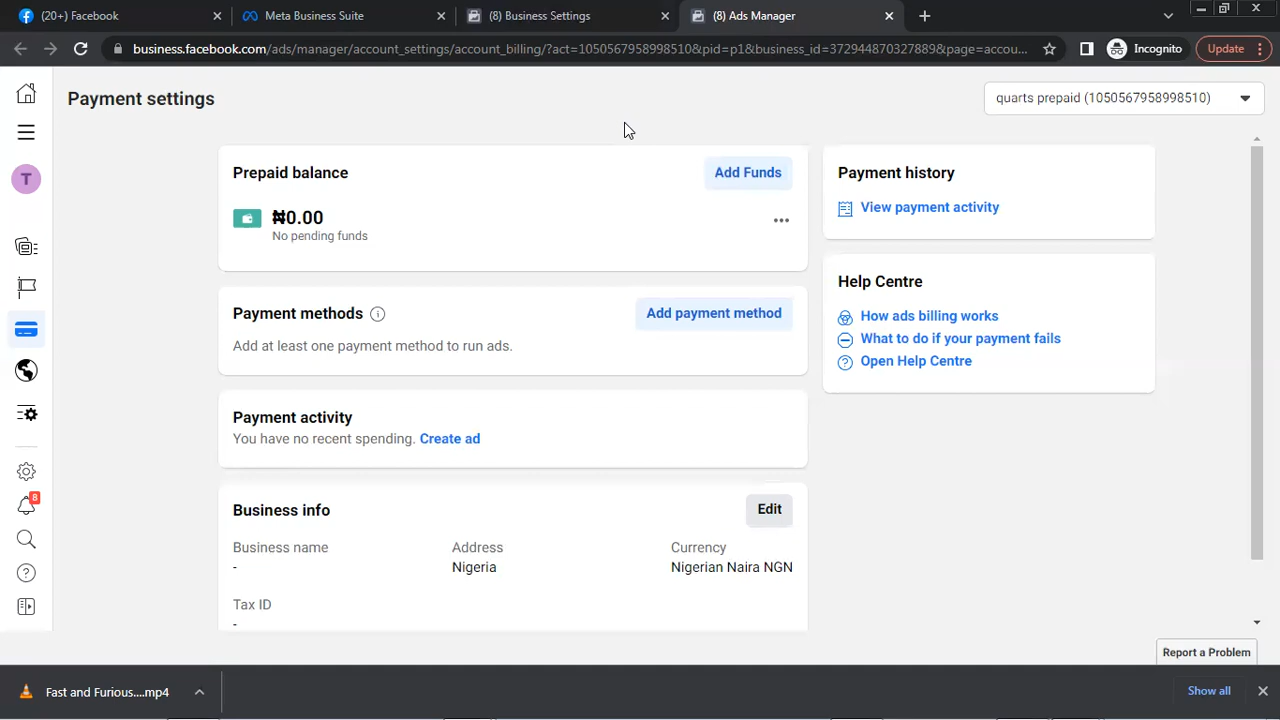 (20+) Facebook
Meta Business Suite
(8) Business Settings
(8) Ads Manager
business.facebook.com/ads/manager/account_settings/account_billing/?act=1050567958998510&pid=p1&business_id=372944870327889&page=accou...
Incognito
Update
Payment settings
quarts prepaid (1050567958998510)
T
Prepaid balance
Add Funds
₦0.00
No pending funds
Payment history
View payment activity
Payment methods
Add payment method
Add at least one payment method to run ads.
Help Centre
How ads billing works
What to do if your payment fails
Open Help Centre
Payment activity
You have no recent spending. Create ad
Business info
Edit
Business name
Address
Currency
-
Nigeria
Nigerian Naira NGN
Tax ID
-
8
Report a Problem
Fast and Furious....mp4
Show all